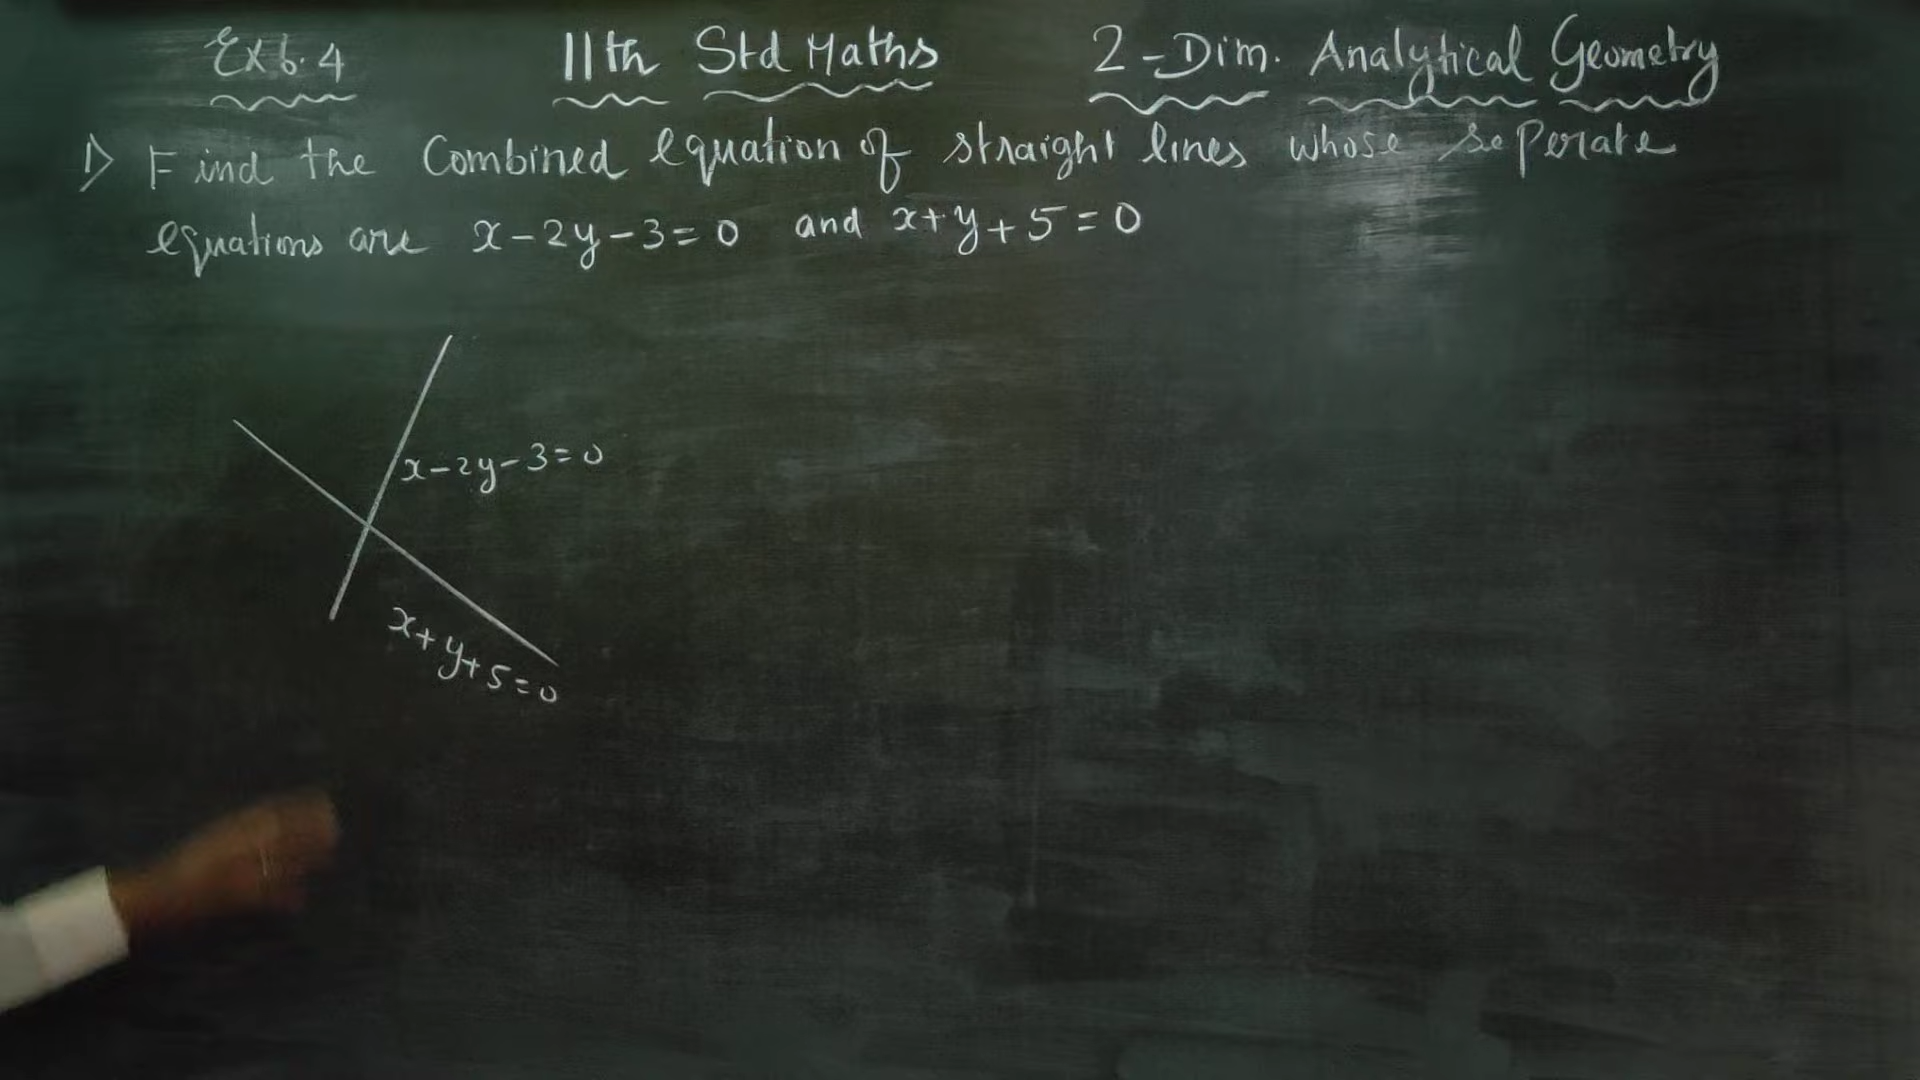 Ex 6.4 11th Std Maths 2-Dim. Analytical Geometry
1) Find the Combined equation of straight lines whose seperate
equations are x-2y-3=0 and x+y+5=0
x-2y-3=0
x+y+5=0